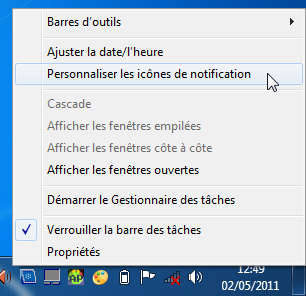 Barres d'outils
Ajuster la date/l'heure
Personnaliser les icônes de notification
Cascade
Afficher les fenêtres empilées
Afficher les fenêtres côte à côte
Afficher les fenêtres ouvertes
Démarrer le Gestionnaire des tâches
Verrouiller la barre des tâches
Propriétés
12:49
02/05/2011